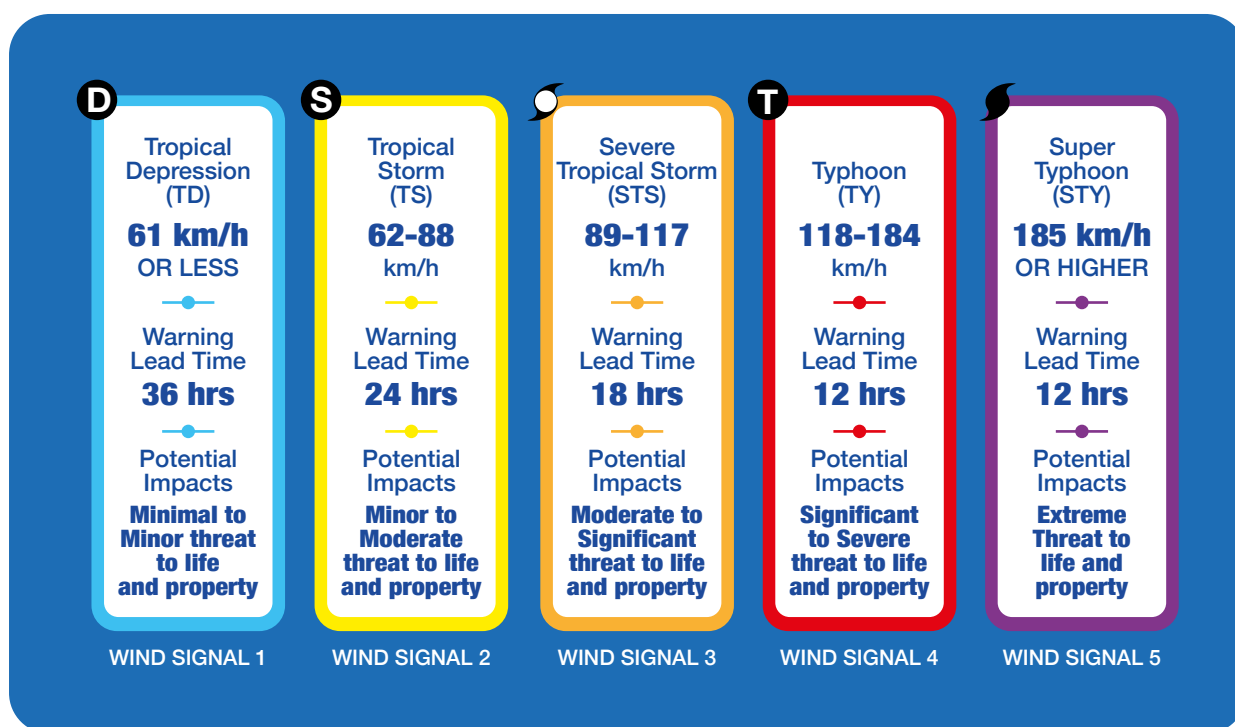 D
Tropical
Depression
(TD)
61 km/h
OR LESS
Warning
Lead Time
36 hrs
Potential
Impacts
Minimal to
Minor threat
to life
and property
WIND SIGNAL 1
S
Tropical
Storm
(TS)
62-88
km/h
Warning
Lead Time
24 hrs
Potential
Impacts
Minor to
Moderate
threat to life
and property
WIND SIGNAL 2
Severe
Tropical Storm
(STS)
89-117
km/h
Warning
Lead Time
18 hrs
Potential
Impacts
Moderate to
Significant
threat to life
and property
WIND SIGNAL 3
T
Typhoon
(TY)
118-184
km/h
Warning
Lead Time
12 hrs
Potential
Impacts
Significant
to Severe
threat to life
and property
WIND SIGNAL 4
Super
Typhoon
(STY)
185 km/h
OR HIGHER
Warning
Lead Time
12 hrs
Potential
Impacts
Extreme
Threat to
life and
property
WIND SIGNAL 5